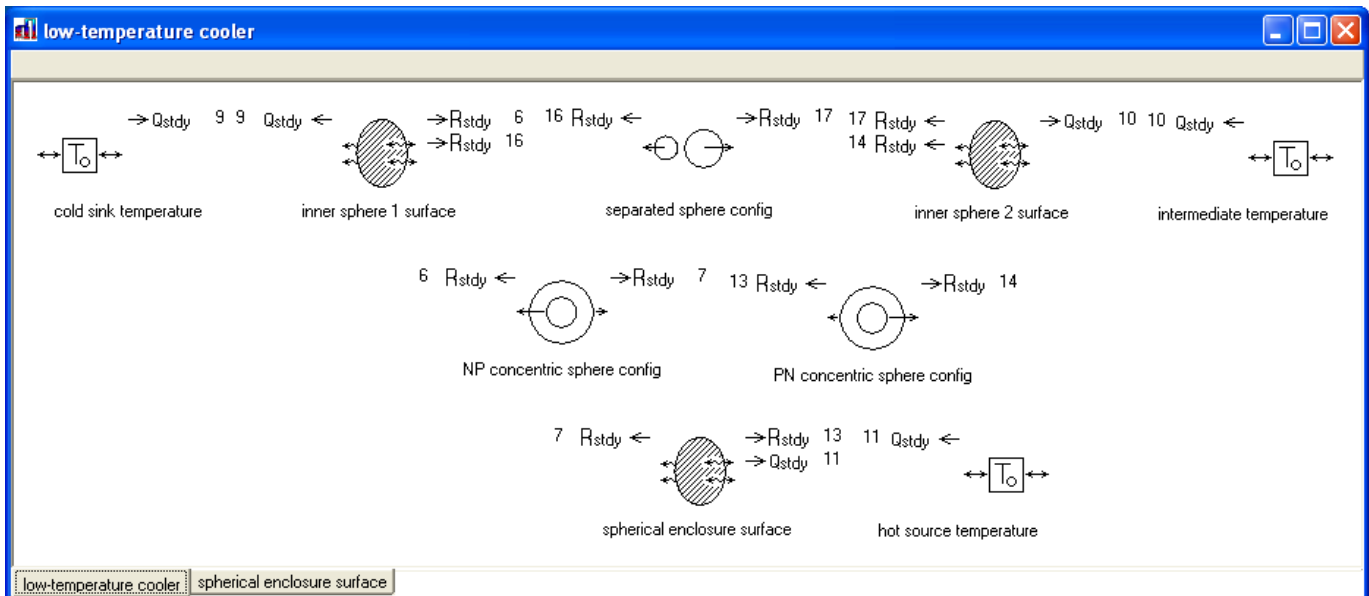 low-temperature cooler
Qstdy 9 9 Qstdy Rstdy 6 16 Rstdy Rstdy 17 17 Rstdy Qstdy 10 10 Qstdy
Rstdy 16 14 Rstdy
To To
cold sink temperature inner sphere 1 surface separated sphere config inner sphere 2 surface intermediate temperature
6 Rstdy Rstdy 7 13 Rstdy Rstdy 14
NP concentric sphere config PN concentric sphere config
7 Rstdy Rstdy 13 11 Qstdy
Qstdy 11
To
spherical enclosure surface hot source temperature
low-temperature cooler spherical enclosure surface